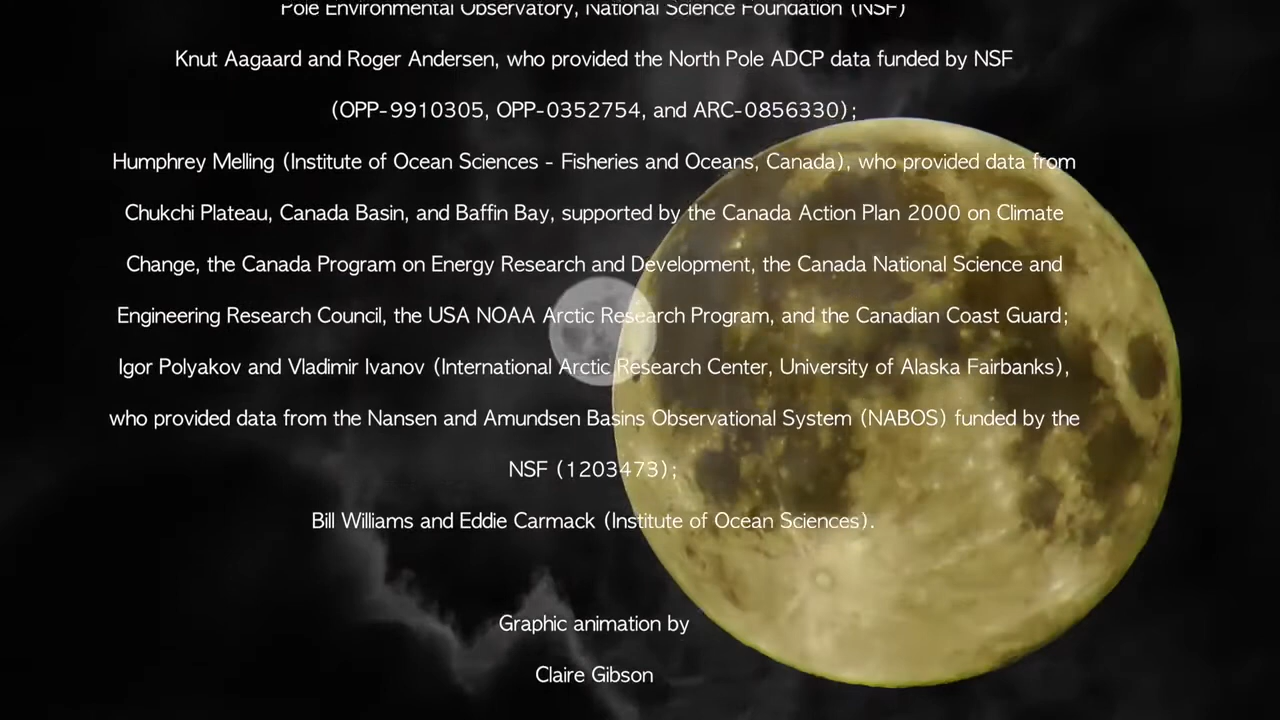 Pole Environmental Observatory, National Science Foundation (NSF)
Knut Aagaard and Roger Andersen, who provided the North Pole ADCP data funded by NSF
(OPP-9910305, OPP-0352754, and ARC-0856330);
Humphrey Melling (Institute of Ocean Sciences - Fisheries and Oceans, Canada), who provided data from
Chukchi Plateau, Canada Basin, and Baffin Bay, supported by the Canada Action Plan 2000 on Climate
Change, the Canada Program on Energy Research and Development, the Canada National Science and
Engineering Research Council, the USA NOAA Arctic Research Program, and the Canadian Coast Guard;
Igor Polyakov and Vladimir Ivanov (International Arctic Research Center, University of Alaska Fairbanks),
who provided data from the Nansen and Amundsen Basins Observational System (NABOS) funded by the
NSF (1203473);
Bill Williams and Eddie Carmack (Institute of Ocean Sciences).
Graphic animation by
Claire Gibson